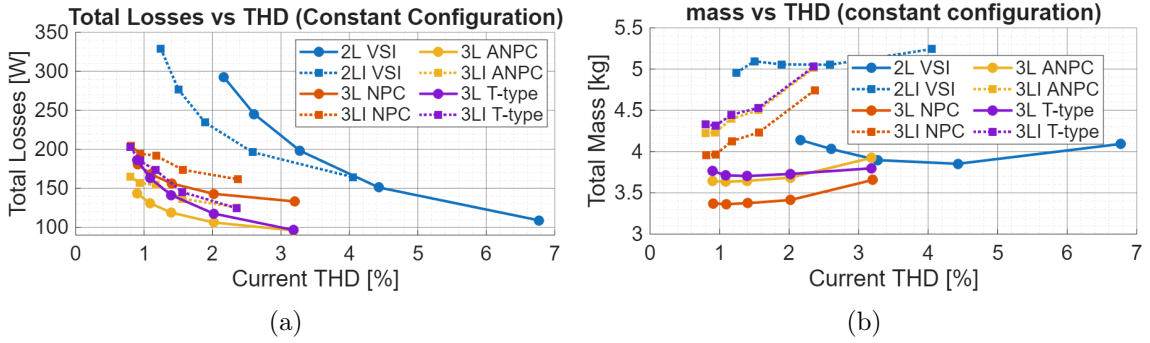 Total Losses vs THD (Constant Configuration)
Total Losses [W]
350
300
250
200
150
100
2L VSI
2LI VSI
3L NPC
3LI NPC
3L ANPC
3LI ANPC
3L T-type
3LI T-type
0 1 2 3 4 5 6 7
Current THD [%]
(a)
mass vs THD (constant configuration)
Total Mass [kg]
5.5
5
4.5
4
3.5
3
2L VSI
2LI VSI
3L NPC
3LI NPC
3L ANPC
3LI ANPC
3L T-type
3LI T-type
0 1 2 3 4 5 6 7
Current THD [%]
(b)